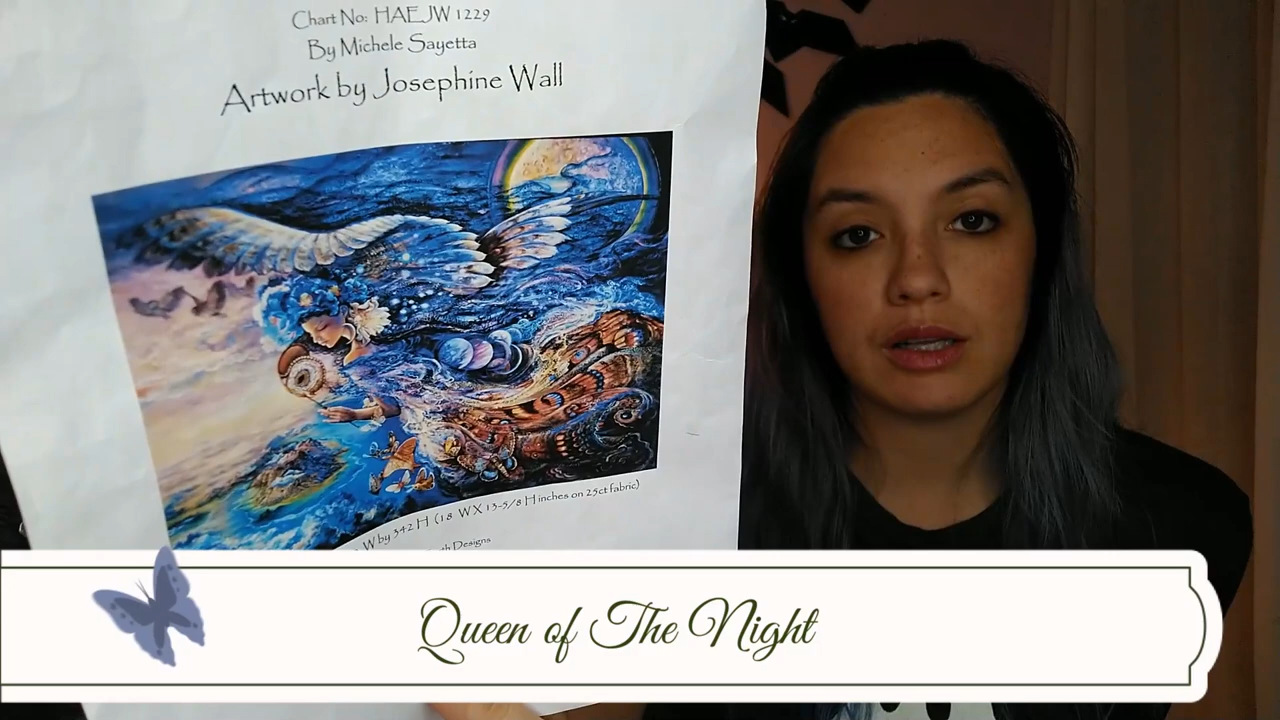 Chart No: HAEJW 1229
By Michele Sayetta
Artwork by Josephine Wall
W by 342 H (18 W X 13-5/8 H inches on 25ct fabric)
Designs
Queen of The Night